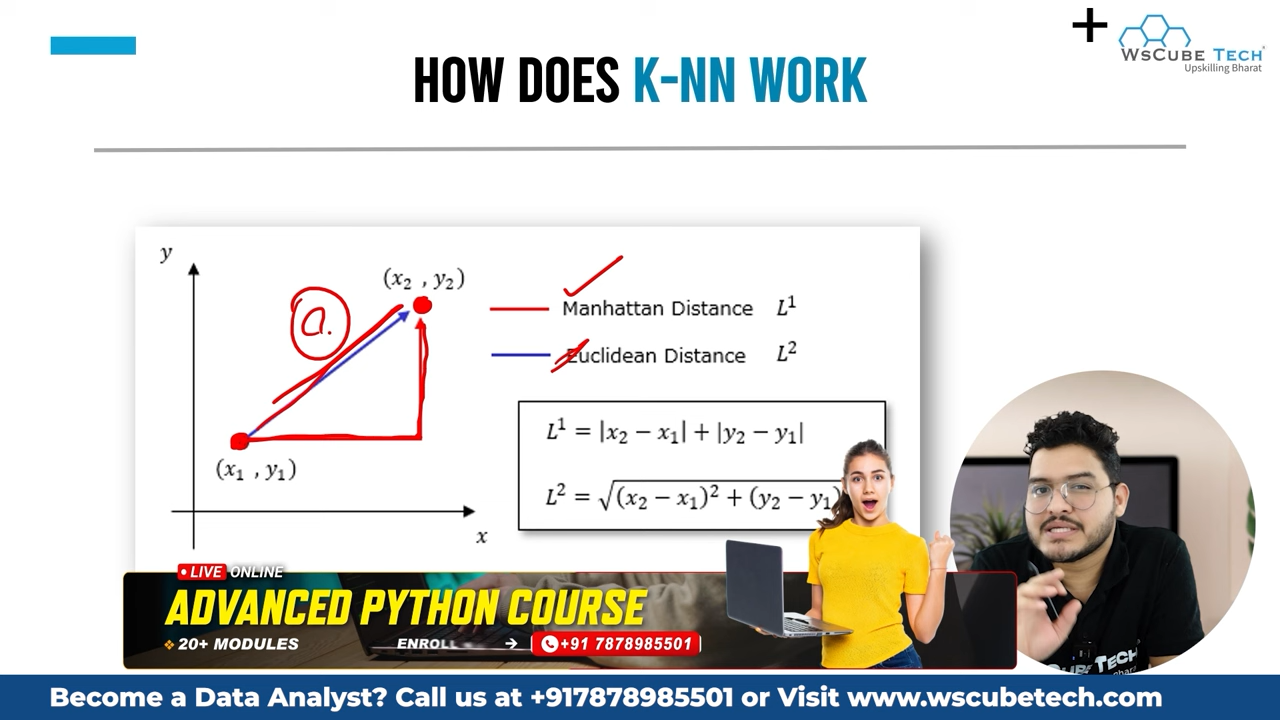 WsCube Tech
Upskilling Bharat
HOW DOES K-NN WORK
y
(x₂ , y₂)
a.
Manhattan Distance L¹
Euclidean Distance L²
L¹ = |x₂ − x₁| + |y₂ − y₁|
(x₁ , y₁)
L² = √(x₂ − x₁)² + (y₂ − y₁)
x
• LIVE ONLINE
ADVANCED PYTHON COURSE
20+ MODULES
ENROLL → +91 7878985501
TECH
Become a Data Analyst? Call us at +917878985501 or Visit www.wscubetech.com